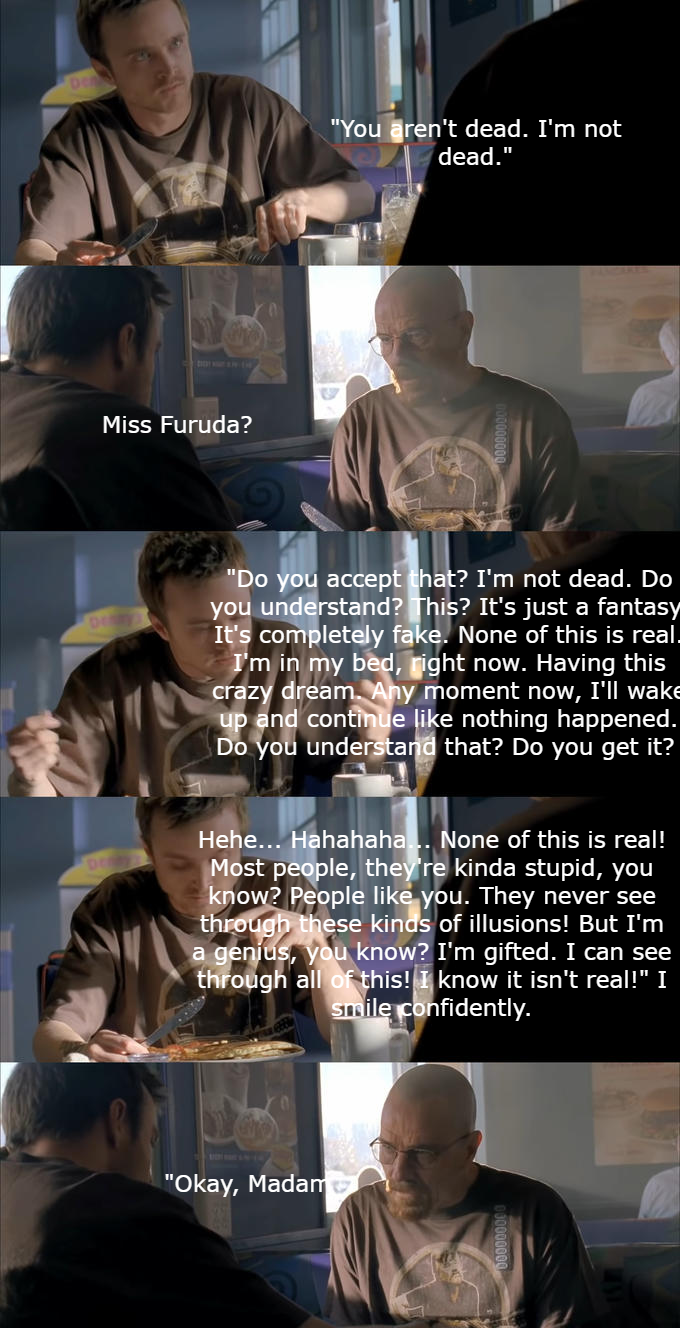 Denny's
"You aren't dead. I'm not
dead."
PANCAKES
Miss Furuda?
Denny's
"Do you accept that? I'm not dead. Do
you understand? This? It's just a fantasy
It's completely fake. None of this is real.
I'm in my bed, right now. Having this
crazy dream. Any moment now, I'll wake
up and continue like nothing happened.
Do you understand that? Do you get it?
Denny's
Hehe... Hahahaha... None of this is real!
Most people, they're kinda stupid, you
know? People like you. They never see
through these kinds of illusions! But I'm
a genius, you know? I'm gifted. I can see
through all of this! I know it isn't real!" I
smile confidently.
"Okay, Madam